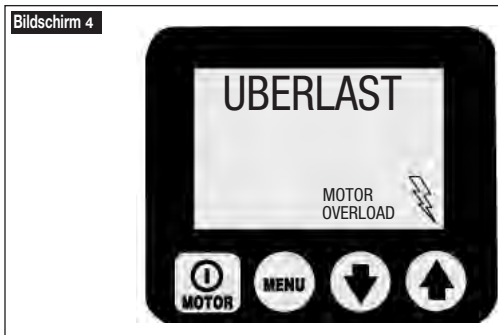 Bildschirm 4
UBERLAST
MOTOR
OVERLOAD
MOTOR
MENU